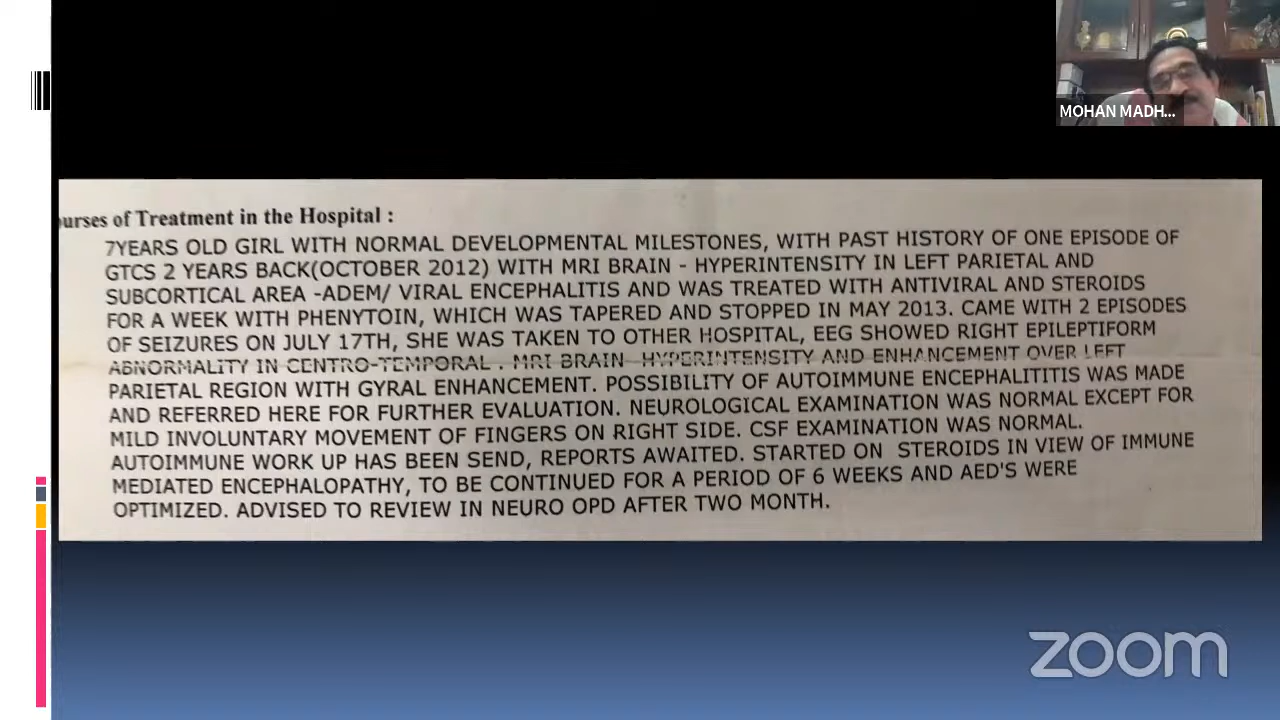 MOHAN MADH...
ourses of Treatment in the Hospital :
7YEARS OLD GIRL WITH NORMAL DEVELOPMENTAL MILESTONES, WITH PAST HISTORY OF ONE EPISODE OF
GTCS 2 YEARS BACK(OCTOBER 2012) WITH MRI BRAIN - HYPERINTENSITY IN LEFT PARIETAL AND
SUBCORTICAL AREA -ADEM/ VIRAL ENCEPHALITIS AND WAS TREATED WITH ANTIVIRAL AND STEROIDS
FOR A WEEK WITH PHENYTOIN, WHICH WAS TAPERED AND STOPPED IN MAY 2013. CAME WITH 2 EPISODES
OF SEIZURES ON JULY 17TH, SHE WAS TAKEN TO OTHER HOSPITAL, EEG SHOWED RIGHT EPILEPTIFORM
ABNORMALITY IN CENTRO-TEMPORAL . MRI BRAIN HYPERINTENSITY AND ENHANCEMENT OVER LEFT
PARIETAL REGION WITH GYRAL ENHANCEMENT. POSSIBILITY OF AUTOIMMUNE ENCEPHALITITIS WAS MADE
AND REFERRED HERE FOR FURTHER EVALUATION. NEUROLOGICAL EXAMINATION WAS NORMAL EXCEPT FOR
MILD INVOLUNTARY MOVEMENT OF FINGERS ON RIGHT SIDE. CSF EXAMINATION WAS NORMAL.
AUTOIMMUNE WORK UP HAS BEEN SEND, REPORTS AWAITED. STARTED ON STEROIDS IN VIEW OF IMMUNE
MEDIATED ENCEPHALOPATHY, TO BE CONTINUED FOR A PERIOD OF 6 WEEKS AND AED'S WERE
OPTIMIZED. ADVISED TO REVIEW IN NEURO OPD AFTER TWO MONTH.
zoom